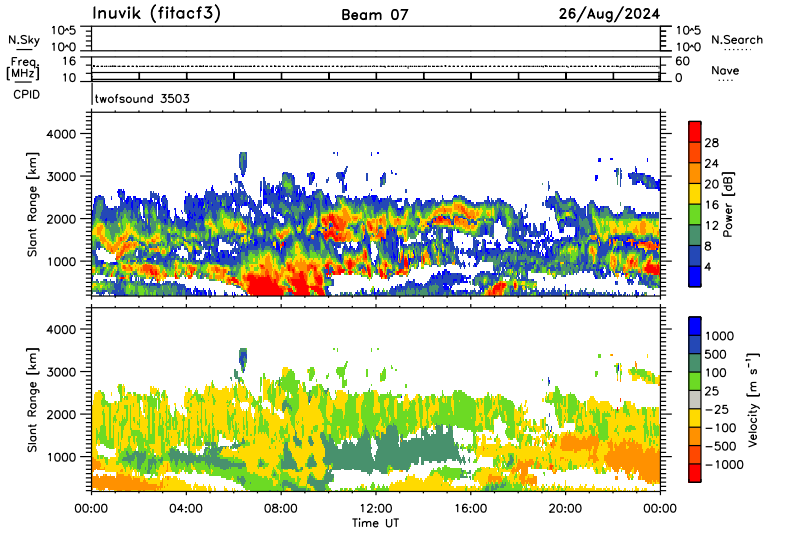 Inuvik (fitacf3) Beam 07 26/Aug/2024
N.Sky 10^5 10^0 10^5 10^0 N.Search
Freq. [MHz] 16 10 60 0 Nave
CPID twofsound 3503
Slant Range [km] 4000 3000 2000 1000
28 24 20 16 12 8 4 Power [dB]
Slant Range [km] 4000 3000 2000 1000
1000 500 100 25 −25 −100 −500 −1000 Velocity [m s⁻¹]
00:00 04:00 08:00 12:00 16:00 20:00 00:00
Time UT